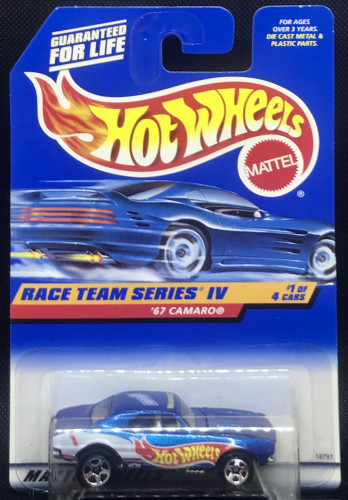 GUARANTEED
FOR LIFE
FOR AGES
OVER 3 YEARS.
DIE CAST METAL &
PLASTIC PARTS.
HOT WHEELS
MATTEL
®
RACE TEAM SERIES IV
#1 OF
4 CARS
'67 CAMARO®
Hot Wheels
18791